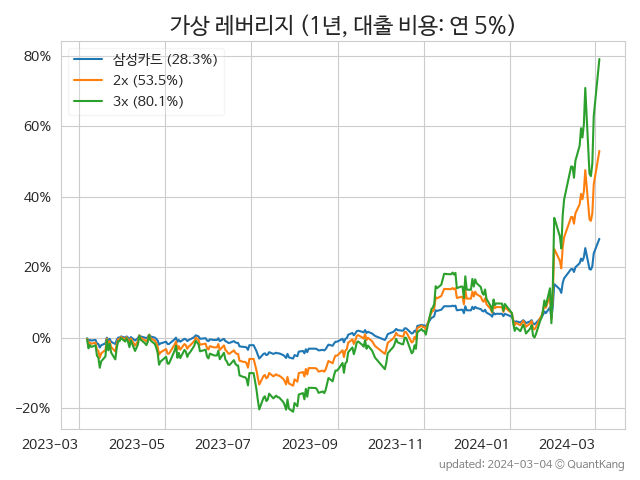 가상 레버리지 (1년, 대출 비용: 연 5%)
삼성카드 (28.3%)
2x (53.5%)
3x (80.1%)
80%
60%
40%
20%
0%
−20%
2023-03 2023-05 2023-07 2023-09 2023-11 2024-01 2024-03
updated: 2024-03-04 © QuantKang